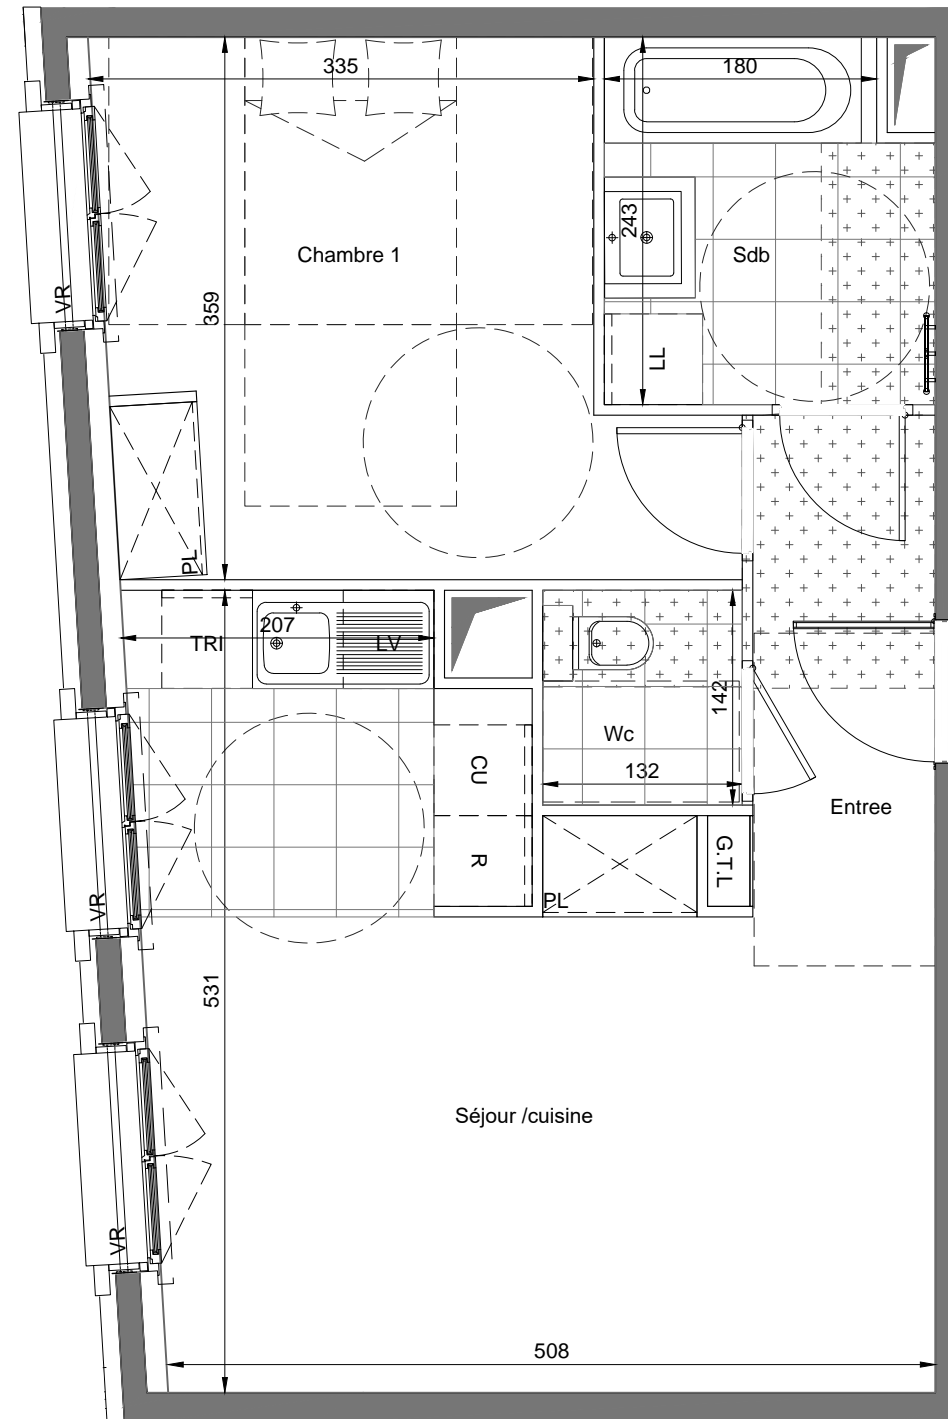 335
180
243
Chambre 1
Sdb
VR
359
LL
PL
TRI
207
LV
142
Wc
CU
132
Entree
R
G.T.L
PL
VR
531
Séjour /cuisine
VR
508